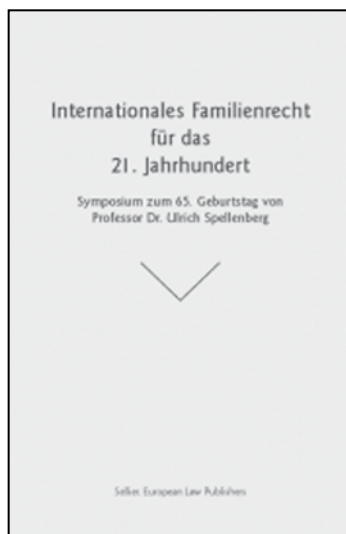 Internationales Familienrecht
für das
21. Jahrhundert
Symposium zum 65. Geburtstag von
Professor Dr. Ulrich Spellenberg
Sellier. European Law Publishers